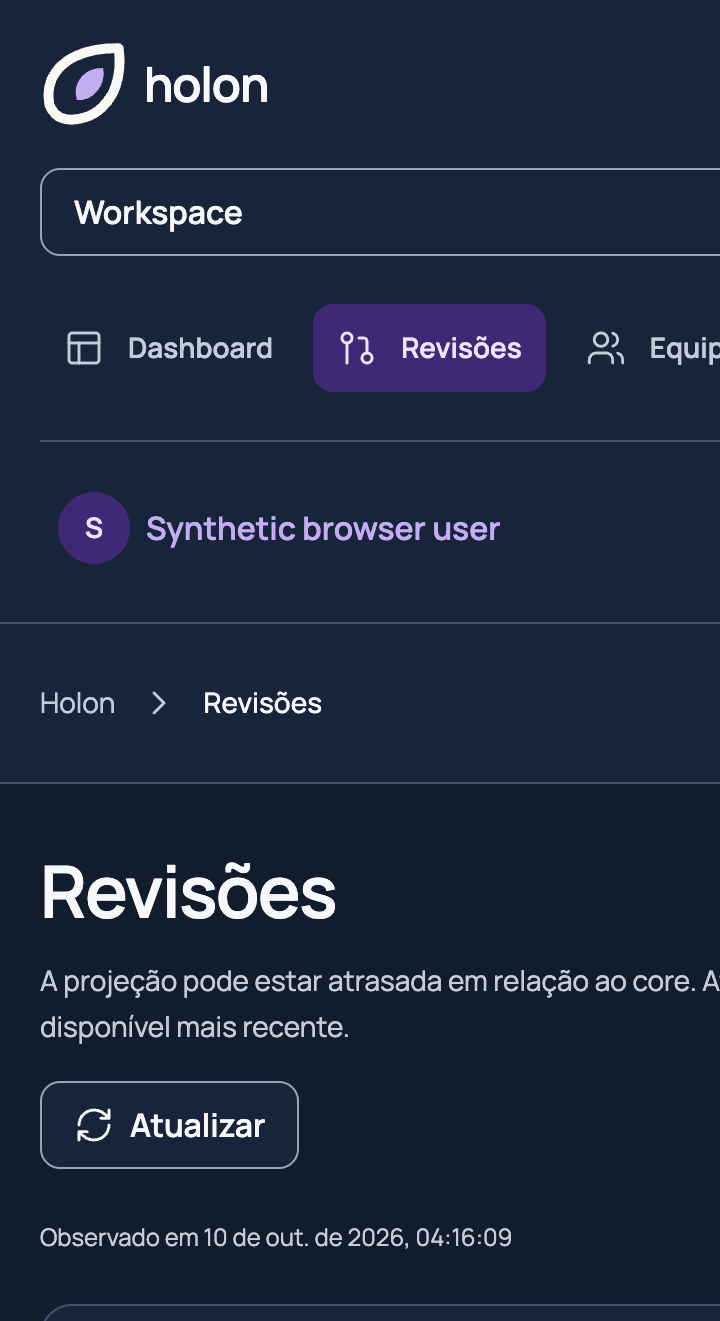 holon
Workspace
Dashboard
Revisões
S
Synthetic browser user
Holon
Revisões
Revisões
A projeção pode estar atrasada em relação ao core.
disponível mais recente.
Atualizar
Observado em 10 de out. de 2026, 04:16:09